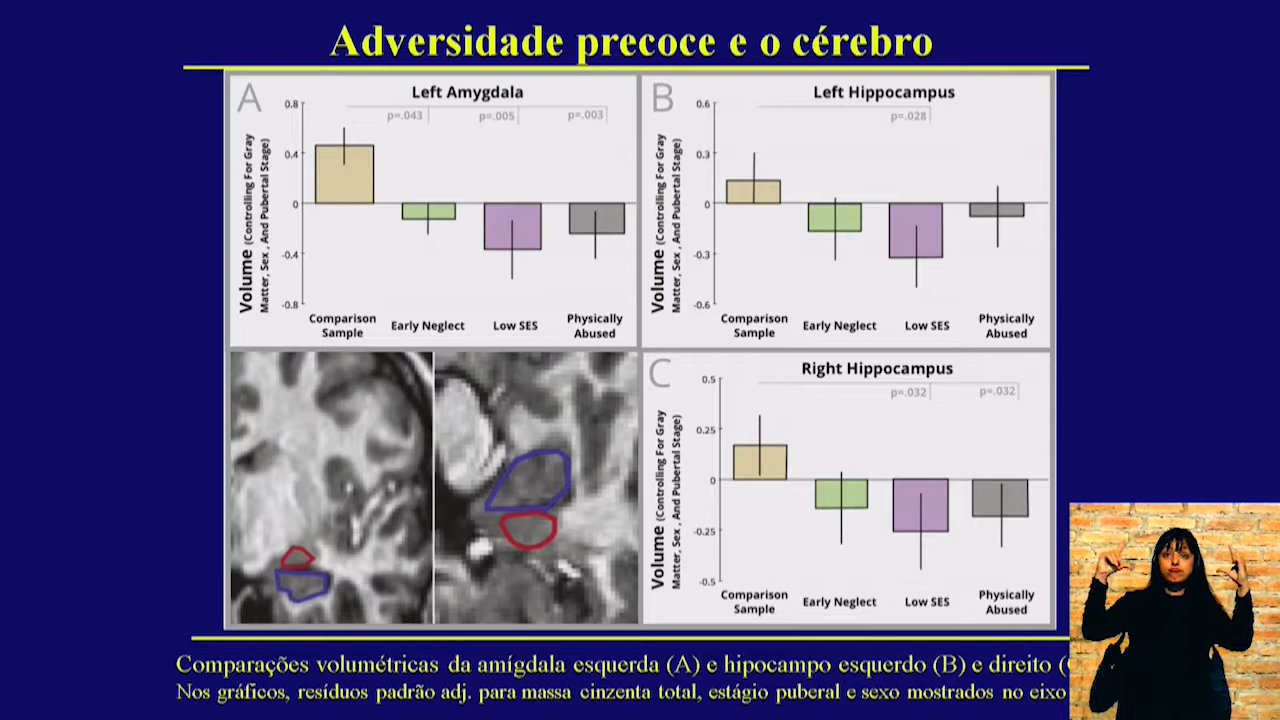 Adversidade precoce e o cérebro
A
Left Amygdala
0.8
0.4
0
-0.4
-0.8
Volume (Controlling For Gray
Matter, Sex , And Pubertal Stage)
p=.043
p=.005
p=.003
Comparison
Sample
Early Neglect
Low SES
Physically
Abused
B
Left Hippocampus
0.6
0.3
0
-0.3
-0.6
Volume (Controlling For Gray
Matter, Sex , And Pubertal Stage)
p=.028
Comparison
Sample
Early Neglect
Low SES
Physically
Abused
C
Right Hippocampus
0.5
0.25
0
-0.25
-0.5
Volume (Controlling For Gray
Matter, Sex , And Pubertal Stage)
p=.032
p=.032
Comparison
Sample
Early Neglect
Low SES
Physically
Abused
Comparações volumétricas da amígdala esquerda (A) e hipocampo esquerdo (B) e direito (
Nos gráficos, resíduos padrão adj. para massa cinzenta total, estágio puberal e sexo mostrados no eixo